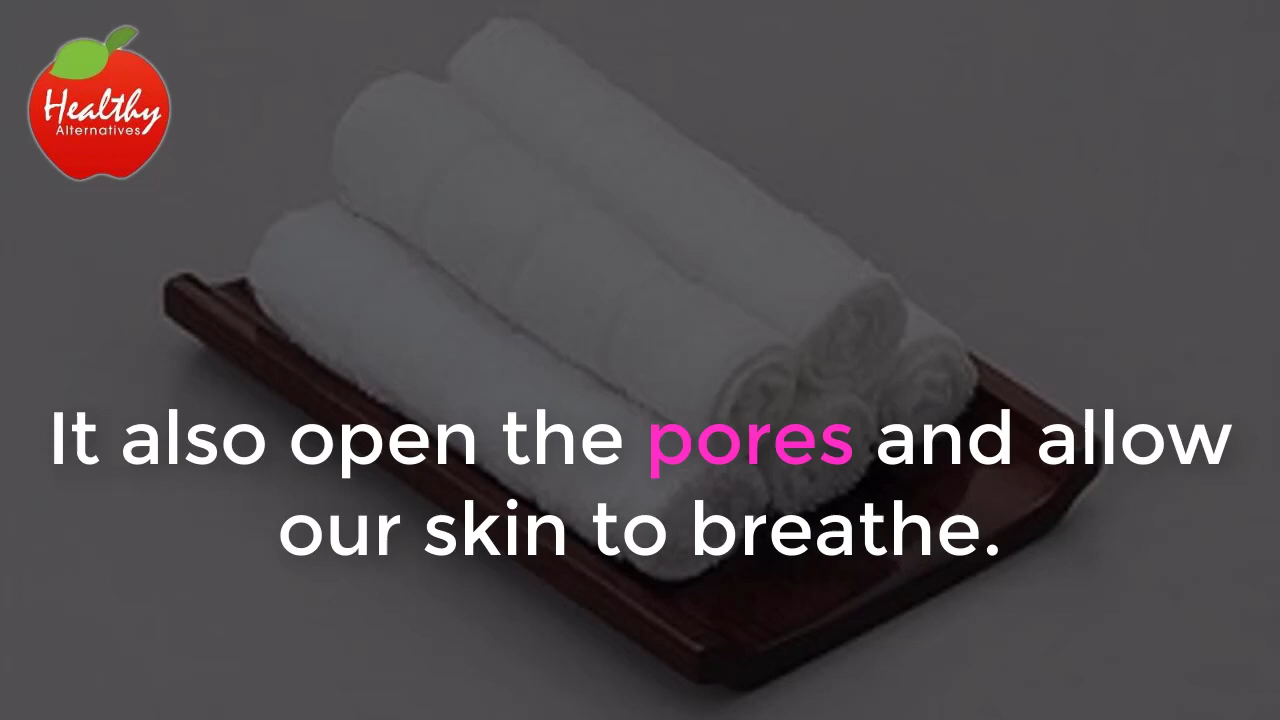 Healthy
Alternatives
It also open the pores and allow
our skin to breathe.